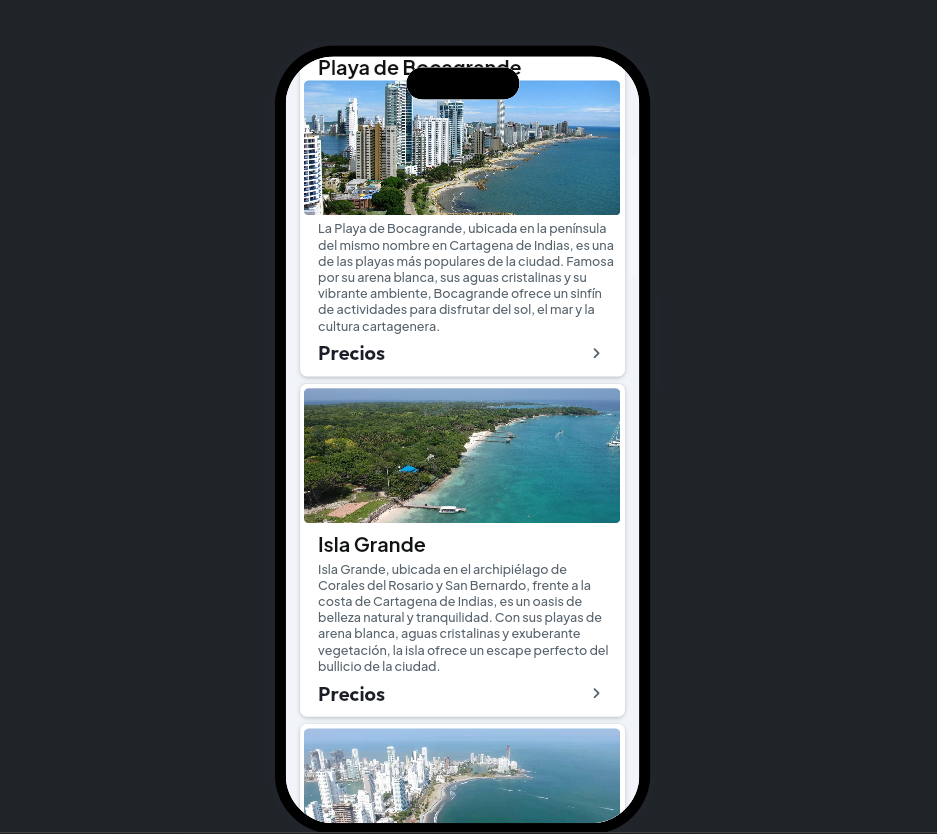 Playa de Bocagrande
La Playa de Bocagrande, ubicada en la península
del mismo nombre en Cartagena de Indias, es una
de las playas más populares de la ciudad. Famosa
por su arena blanca, sus aguas cristalinas y su
vibrante ambiente, Bocagrande ofrece un sinfín
de actividades para disfrutar del sol, el mar y la
cultura cartagenera.
Precios
Isla Grande
Isla Grande, ubicada en el archipiélago de
Corales del Rosario y San Bernardo, frente a la
costa de Cartagena de Indias, es un oasis de
belleza natural y tranquilidad. Con sus playas de
arena blanca, aguas cristalinas y exuberante
vegetación, la isla ofrece un escape perfecto del
bullicio de la ciudad.
Precios